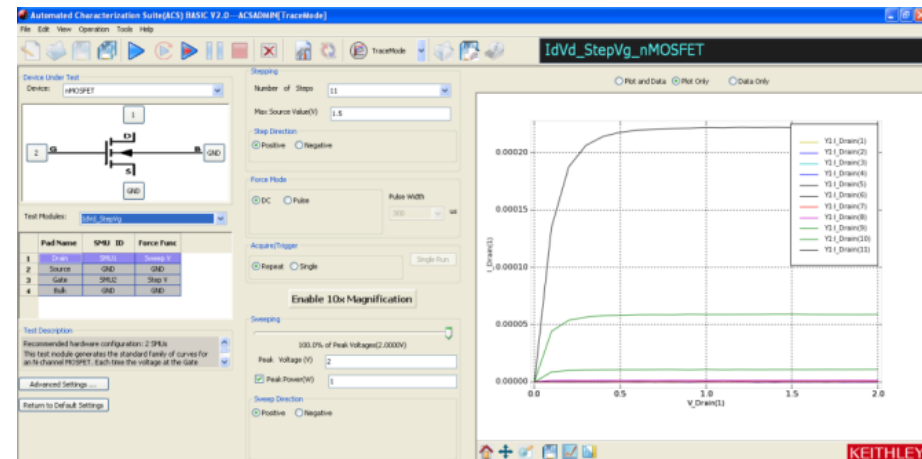 Automated Characterization Suite(ACS) BASIC V2.0---ACSADMIN[TraceMode]
File Edit View Operation Tools Help
TraceMode
IdVd_StepVg_nMOSFET
Device Under Test
Device: nMOSFET
1
D
2 G B GND
S
GND
Test Modules: IdVd_StepVg
Pad Name SMU ID Force Func
1 Drain SMU1 Sweep V
2 Source GND GND
3 Gate SMU2 Step V
4 Bulk GND GND
Test Description
Recommended hardware configuration: 2 SMUs
This test module generates the standard family of curves for
an N-channel MOSFET. Each time the voltage at the Gate
Advanced Settings ...
Return to Default Settings
Stepping
Number of Steps 11
Max Source Value(V) 1.5
Step Direction
Positive Negative
Force Mode
DC Pulse
Pulse Width
500 us
Acquire/Trigger
Repeat Single
Single Run
Enable 10x Magnification
Sweeping
100.0% of Peak Voltages(2.0000V)
Peak Voltage (V) 2
Peak Power(W) 1
Sweep Direction
Positive Negative
Plot and Data Plot Only Data Only
I_Drain(1)
0.00020
0.00015
0.00010
0.00005
0.00000
0.0 0.5 1.0 1.5 2.0
V_Drain(1)
Y1:I_Drain(1)
Y1:I_Drain(2)
Y1:I_Drain(3)
Y1:I_Drain(4)
Y1:I_Drain(5)
Y1:I_Drain(6)
Y1:I_Drain(7)
Y1:I_Drain(8)
Y1:I_Drain(9)
Y1:I_Drain(10)
Y1:I_Drain(11)
KEITHLEY